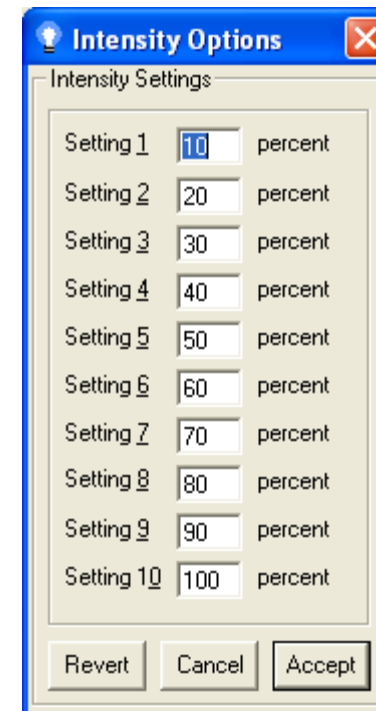 Intensity Options
Intensity Settings
Setting 1 10 percent
Setting 2 20 percent
Setting 3 30 percent
Setting 4 40 percent
Setting 5 50 percent
Setting 6 60 percent
Setting 7 70 percent
Setting 8 80 percent
Setting 9 90 percent
Setting 10 100 percent
Revert Cancel Accept